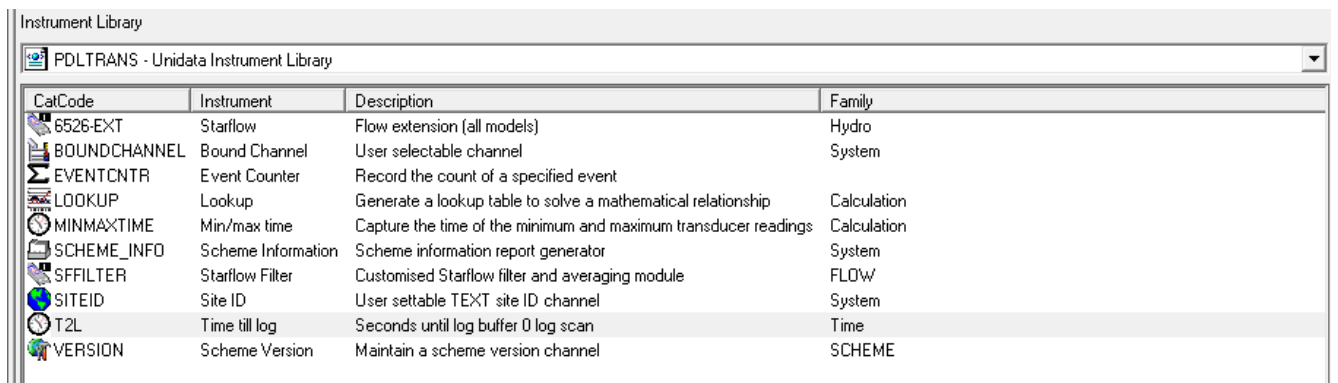 Instrument Library
PDLTRANS - Unidata Instrument Library
CatCode Instrument Description Family
6526-EXT Starflow Flow extension (all models) Hydro
BOUNDCHANNEL Bound Channel User selectable channel System
EVENTCNTR Event Counter Record the count of a specified event
LOOKUP Lookup Generate a lookup table to solve a mathematical relationship Calculation
MINMAXTIME Min/max time Capture the time of the minimum and maximum transducer readings Calculation
SCHEME_INFO Scheme Information Scheme information report generator System
SFFILTER Starflow Filter Customised Starflow filter and averaging module FLOW
SITEID Site ID User settable TEXT site ID channel System
T2L Time till log Seconds until log buffer 0 log scan Time
VERSION Scheme Version Maintain a scheme version channel SCHEME